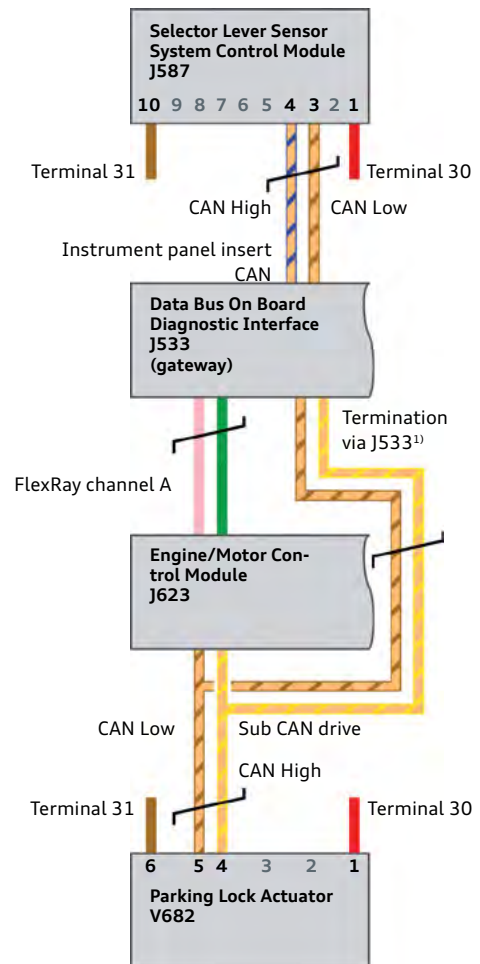 Selector Lever Sensor
System Control Module
J587
10 9 8 7 6 5 4 3 2 1
Terminal 31
Terminal 30
CAN High
CAN Low
Instrument panel insert
CAN
Data Bus On Board
Diagnostic Interface
J533
(gateway)
Termination
via J533¹⁾
FlexRay channel A
Engine/Motor Con-
trol Module
J623
CAN Low
Sub CAN drive
CAN High
Terminal 31
Terminal 30
6 5 4 3 2 1
Parking Lock Actuator
V682